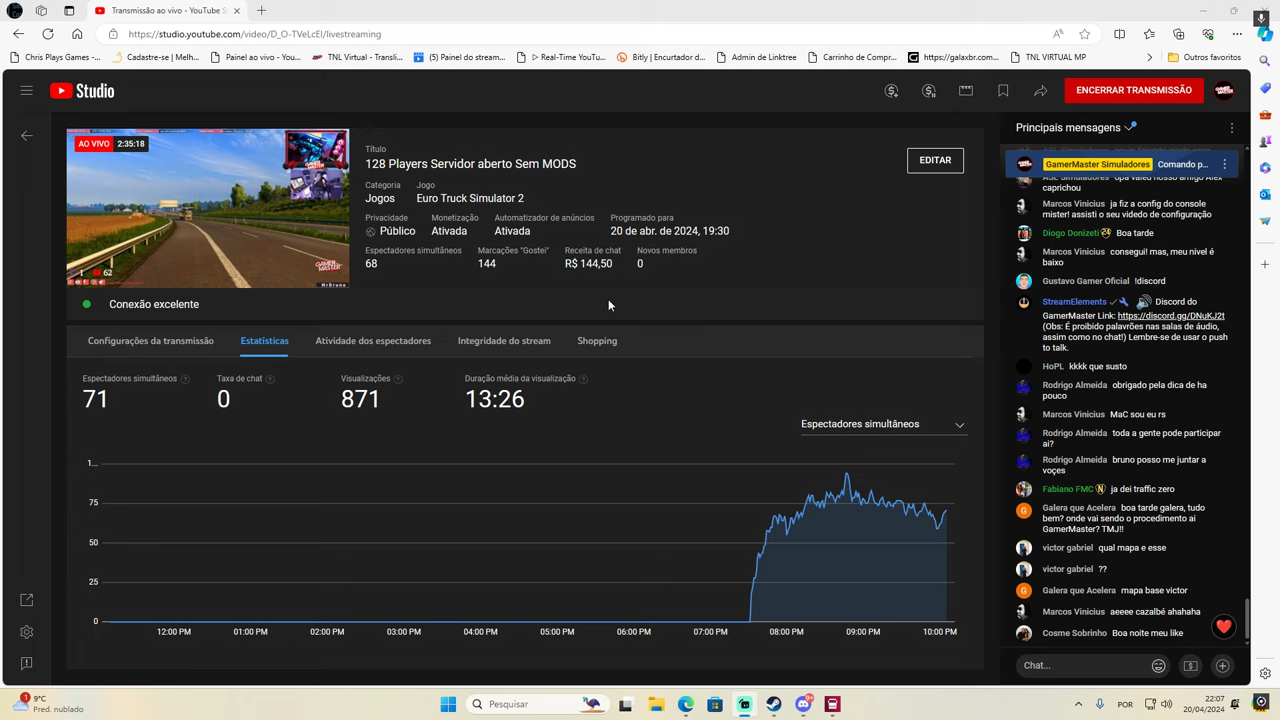 Transmissão ao vivo - YouTube S
https://studio.youtube.com/video/D_O-TVeLcEI/livestreaming
Chris Plays Games -...
Cadastre-se | Melh...
Painel ao vivo - You...
TNL Virtual - Transli...
(5) Painel do stream...
▷ Real-Time YouTu...
Bitly | Encurtador d...
Admin de Linktree
Carrinho de Compr...
https://galaxbr.com...
TNL VIRTUAL MP
Outros favoritos
Studio
ENCERRAR TRANSMISSÃO
AO VIVO 2:35:18
62
GAMER MASTER
MrBruno
Título
128 Players Servidor aberto Sem MODS
EDITAR
Categoria Jogo
Jogos Euro Truck Simulator 2
Privacidade Monetização Automatizador de anúncios Programado para
Público Ativada Ativada 20 de abr. de 2024, 19:30
Espectadores simultâneos Marcações "Gostei" Receita de chat Novos membros
68 144 R$ 144,50 0
Conexão excelente
Configurações da transmissão Estatísticas Atividade dos espectadores Integridade do stream Shopping
Espectadores simultâneos Taxa de chat Visualizações Duração média da visualização
71 0 871 13:26
Espectadores simultâneos
1...
75
50
25
0
12:00 PM 01:00 PM 02:00 PM 03:00 PM 04:00 PM 05:00 PM 06:00 PM 07:00 PM 08:00 PM 09:00 PM 10:00 PM
Principais mensagens
GamerMaster Simuladores Comando p...
ASE Simuladores Opa valeu nosso amigo Alex
caprichou
Marcos Vinicius ja fiz a config do console
mister! assisti o seu videdo de configuração
Diogo Donizeti Boa tarde
Marcos Vinicius consegui! mas, meu nivel é
baixo
Gustavo Gamer Oficial !discord
StreamElements Discord do
GamerMaster Link: https://discord.gg/DNuKJ2t
(Obs: É proibido palavrões nas salas de áudio,
assim como no chat!) Lembre-se de usar o push
to talk.
HoPL kkkk que susto
Rodrigo Almeida obrigado pela dica de ha
pouco
Marcos Vinicius MaC sou eu rs
Rodrigo Almeida toda a gente pode participar
ai?
Rodrigo Almeida bruno posso me juntar a
voçes
Fabiano FMC ja dei traffic zero
Galera que Acelera boa tarde galera, tudo
bem? onde vai sendo o procedimento ai
GamerMaster? TMJ!!
victor gabriel qual mapa e esse
victor gabriel ??
Galera que Acelera mapa base victor
Marcos Vinicius aeeee cazalbé ahahaha
Cosme Sobrinho Boa noite meu like
Chat...
1
9°C
Pred. nublado
Pesquisar
9+
POR
22:07
20/04/2024